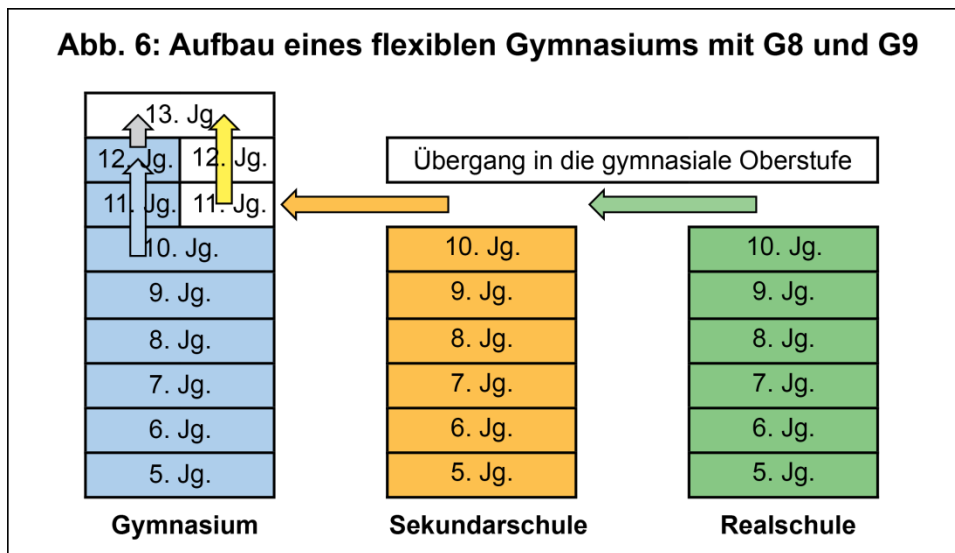 Abb. 6: Aufbau eines flexiblen Gymnasiums mit G8 und G9
13. Jg.
12. Jg. 12. Jg.
11. Jg. 11. Jg.
10. Jg.
9. Jg.
8. Jg.
7. Jg.
6. Jg.
5. Jg.
Gymnasium
Übergang in die gymnasiale Oberstufe
10. Jg.
9. Jg.
8. Jg.
7. Jg.
6. Jg.
5. Jg.
Sekundarschule
10. Jg.
9. Jg.
8. Jg.
7. Jg.
6. Jg.
5. Jg.
Realschule